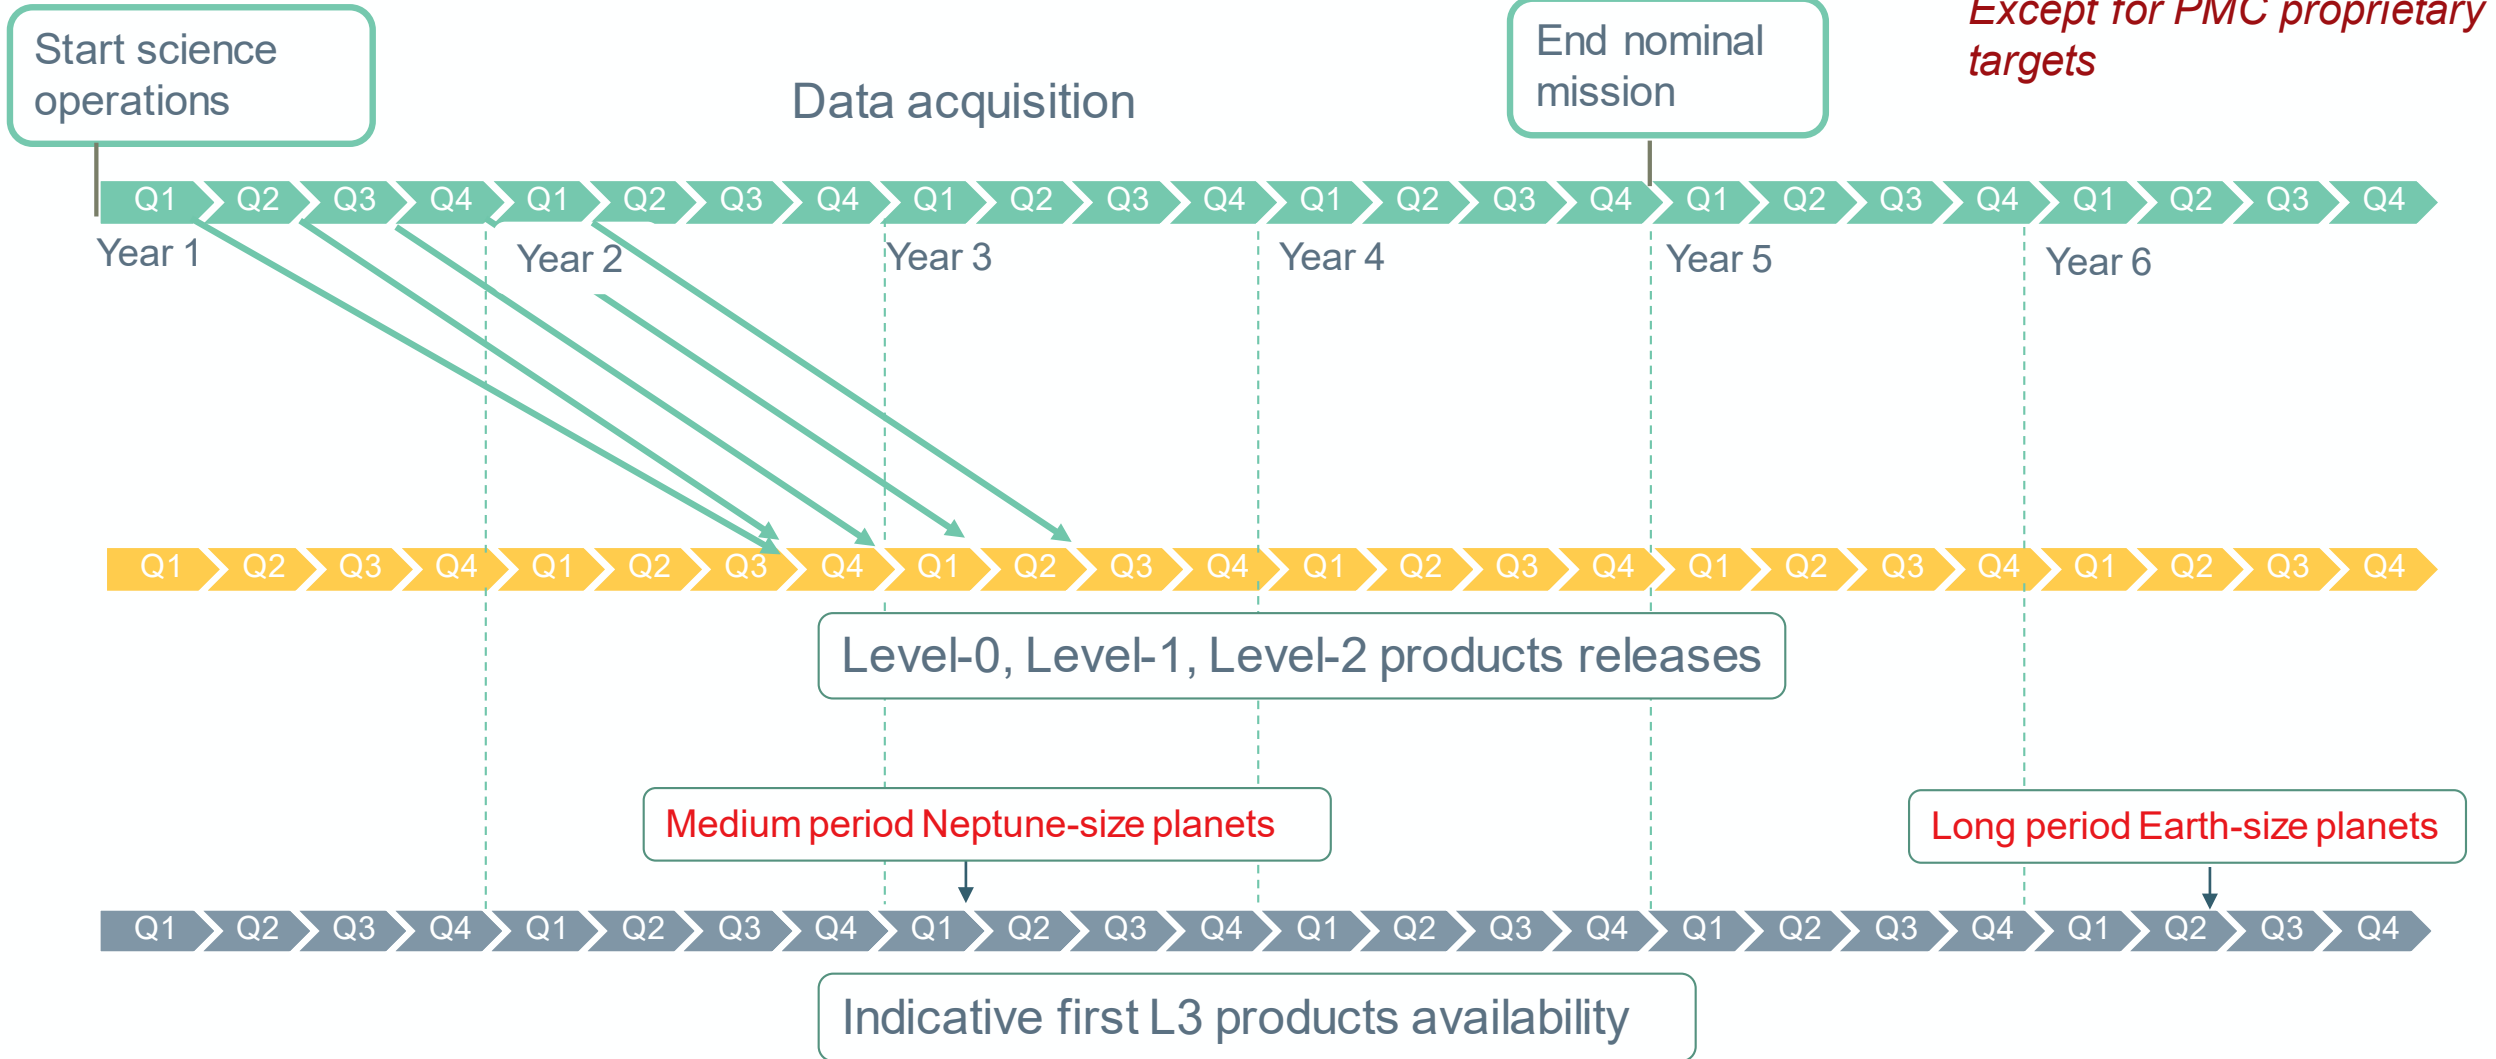 Except for PMC proprietary
targets
Start science
operations
End nominal
mission
Data acquisition
Q1 Q2 Q3 Q4 Q1 Q2 Q3 Q4 Q1 Q2 Q3 Q4 Q1 Q2 Q3 Q4 Q1 Q2 Q3 Q4 Q1 Q2 Q3 Q4
Year 1 Year 2 Year 3 Year 4 Year 5 Year 6
Q1 Q2 Q3 Q4 Q1 Q2 Q3 Q4 Q1 Q2 Q3 Q4 Q1 Q2 Q3 Q4 Q1 Q2 Q3 Q4 Q1 Q2 Q3 Q4
Level-0, Level-1, Level-2 products releases
Medium period Neptune-size planets
Long period Earth-size planets
Q1 Q2 Q3 Q4 Q1 Q2 Q3 Q4 Q1 Q2 Q3 Q4 Q1 Q2 Q3 Q4 Q1 Q2 Q3 Q4 Q1 Q2 Q3 Q4
Indicative first L3 products availability